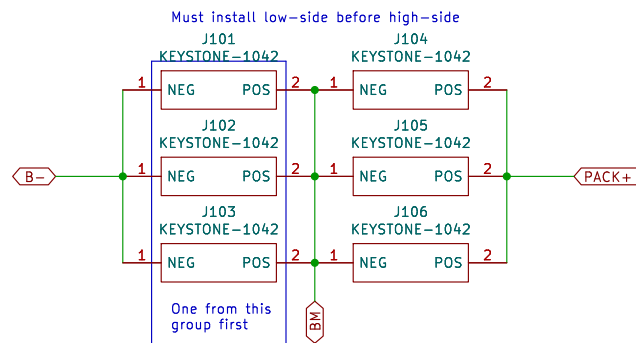 Must install low-side before high-side
J101 J104
KEYSTONE-1042 KEYSTONE-1042
1 NEG POS 2 1 NEG POS 2
J102 J105
KEYSTONE-1042 KEYSTONE-1042
B- 1 NEG POS 2 1 NEG POS 2 PACK+
J103 J106
KEYSTONE-1042 KEYSTONE-1042
1 NEG POS 2 1 NEG POS 2
One from this
group first
BM